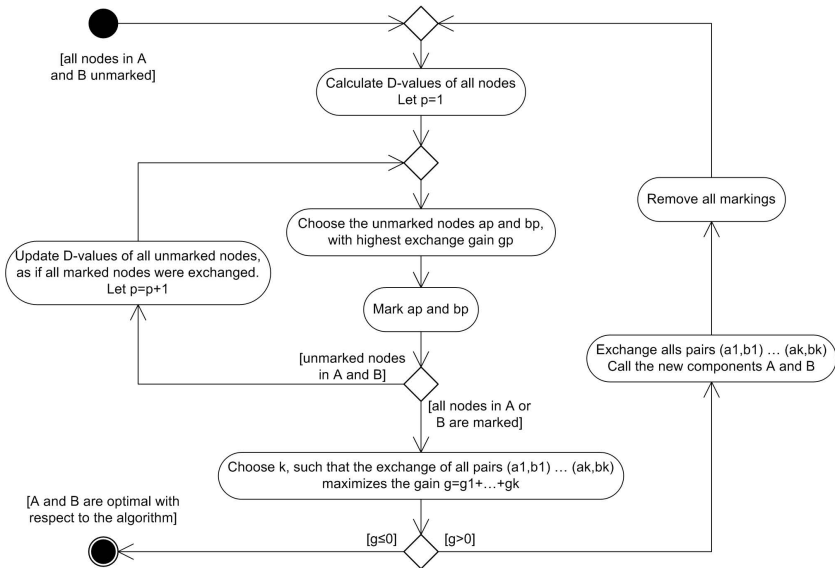 [all nodes in A
and B unmarked]
Calculate D-values of all nodes
Let p=1
Choose the unmarked nodes ap and bp,
with highest exchange gain gp
Remove all markings
Update D-values of all unmarked nodes,
as if all marked nodes were exchanged.
Let p=p+1
Mark ap and bp
[unmarked nodes
in A and B]
Exchange alls pairs (a1,b1) … (ak,bk)
Call the new components A and B
[all nodes in A or
B are marked]
Choose k, such that the exchange of all pairs (a1,b1) … (ak,bk)
maximizes the gain g=g1+…+gk
[A and B are optimal with
respect to the algorithm]
[g≤0]
[g>0]